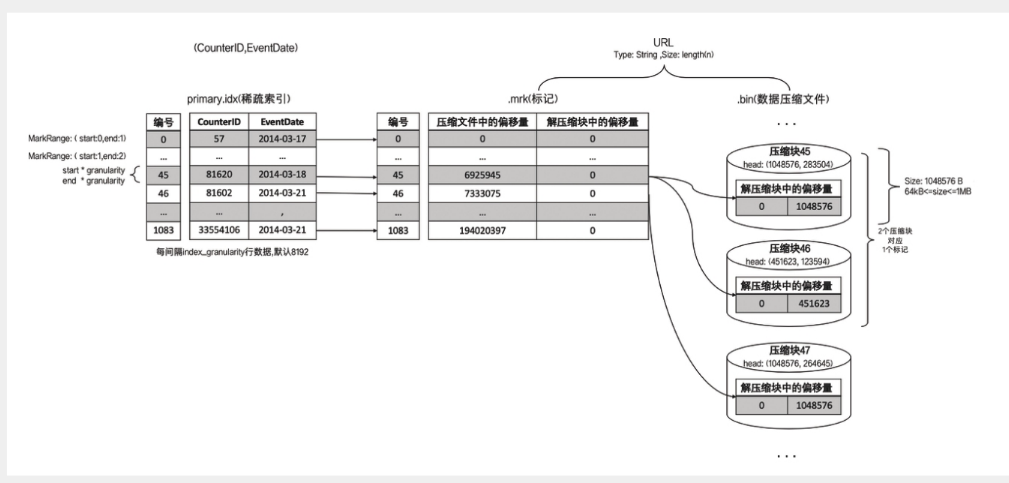 (CounterID,EventDate)
URL
Type: String ,Size: length(n)
primary.idx(稀疏索引)
.mrk(标记)
.bin(数据压缩文件)
编号 CounterID EventDate
0 57 2014-03-17
... ... ...
45 81620 2014-03-18
46 81602 2014-03-21
... ... ,
1083 33554106 2014-03-21
MarkRange: ( start:0,end:1)
MarkRange: ( start:1,end:2)
start * granularity
end * granularity
每间隔index_granularity行数据,默认8192
编号 压缩文件中的偏移量 解压缩块中的偏移量
0 0 0
... ... ...
45 6925945 0
46 7333075 0
... ... ...
1083 194020397 0
...
压缩块45
head: (1048576, 283504)
解压缩块中的偏移量
0 1048576
压缩块46
head: (451623, 123594)
解压缩块中的偏移量
0 451623
压缩块47
head: (1048576, 264645)
解压缩块中的偏移量
0 1048576
...
Size: 1048576 B
64kB<=size<=1MB
2个压缩块
对应
1个标记